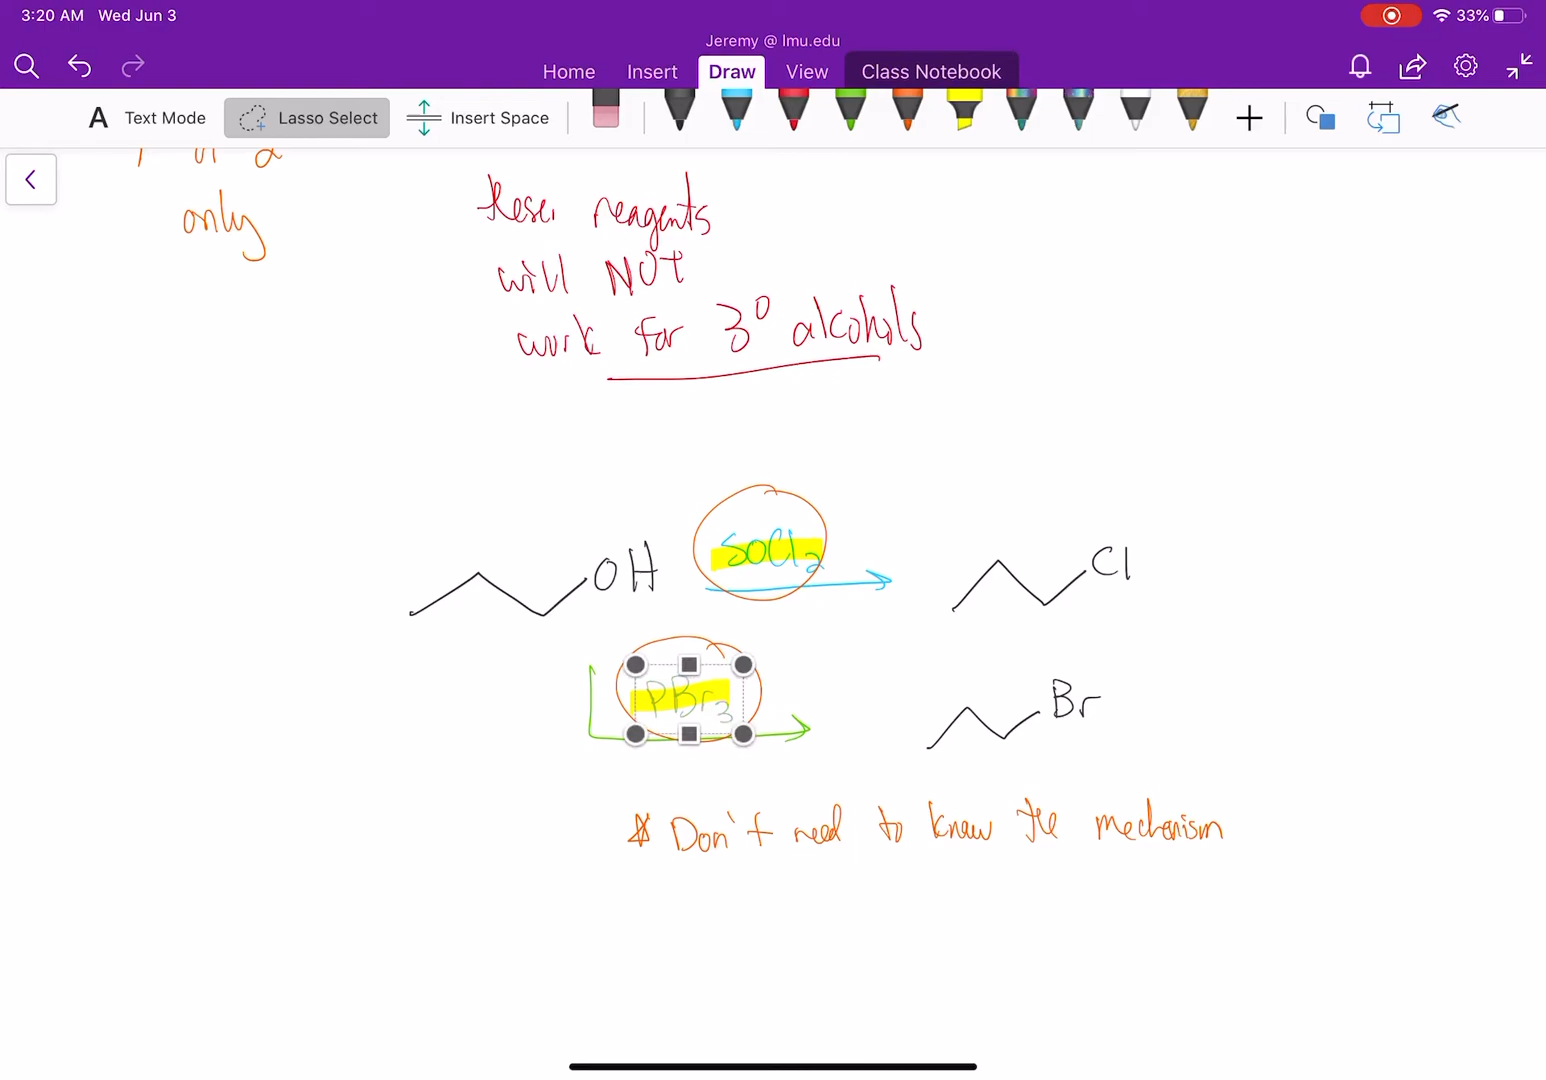 3:20 AM Wed Jun 3
33%
Jeremy @ lmu.edu
Home Insert Draw View Class Notebook
A Text Mode Lasso Select Insert Space
only
these reagents
will NOT
work for 3° alcohols
SOCl2
OH
Cl
PBr3
Br
* Don't need to know the mechanism